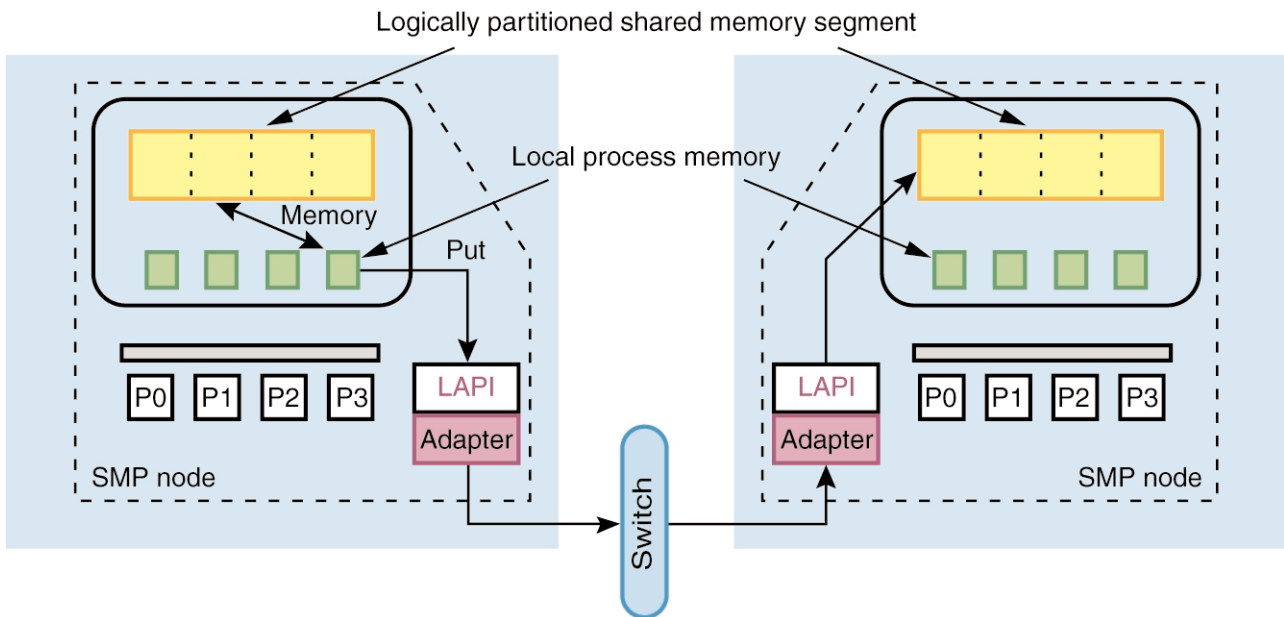 Logically partitioned shared memory segment
Local process memory
Memory
Put
LAPI
LAPI
P0 P1 P2 P3
P0 P1 P2 P3
Adapter
Adapter
SMP node
SMP node
Switch